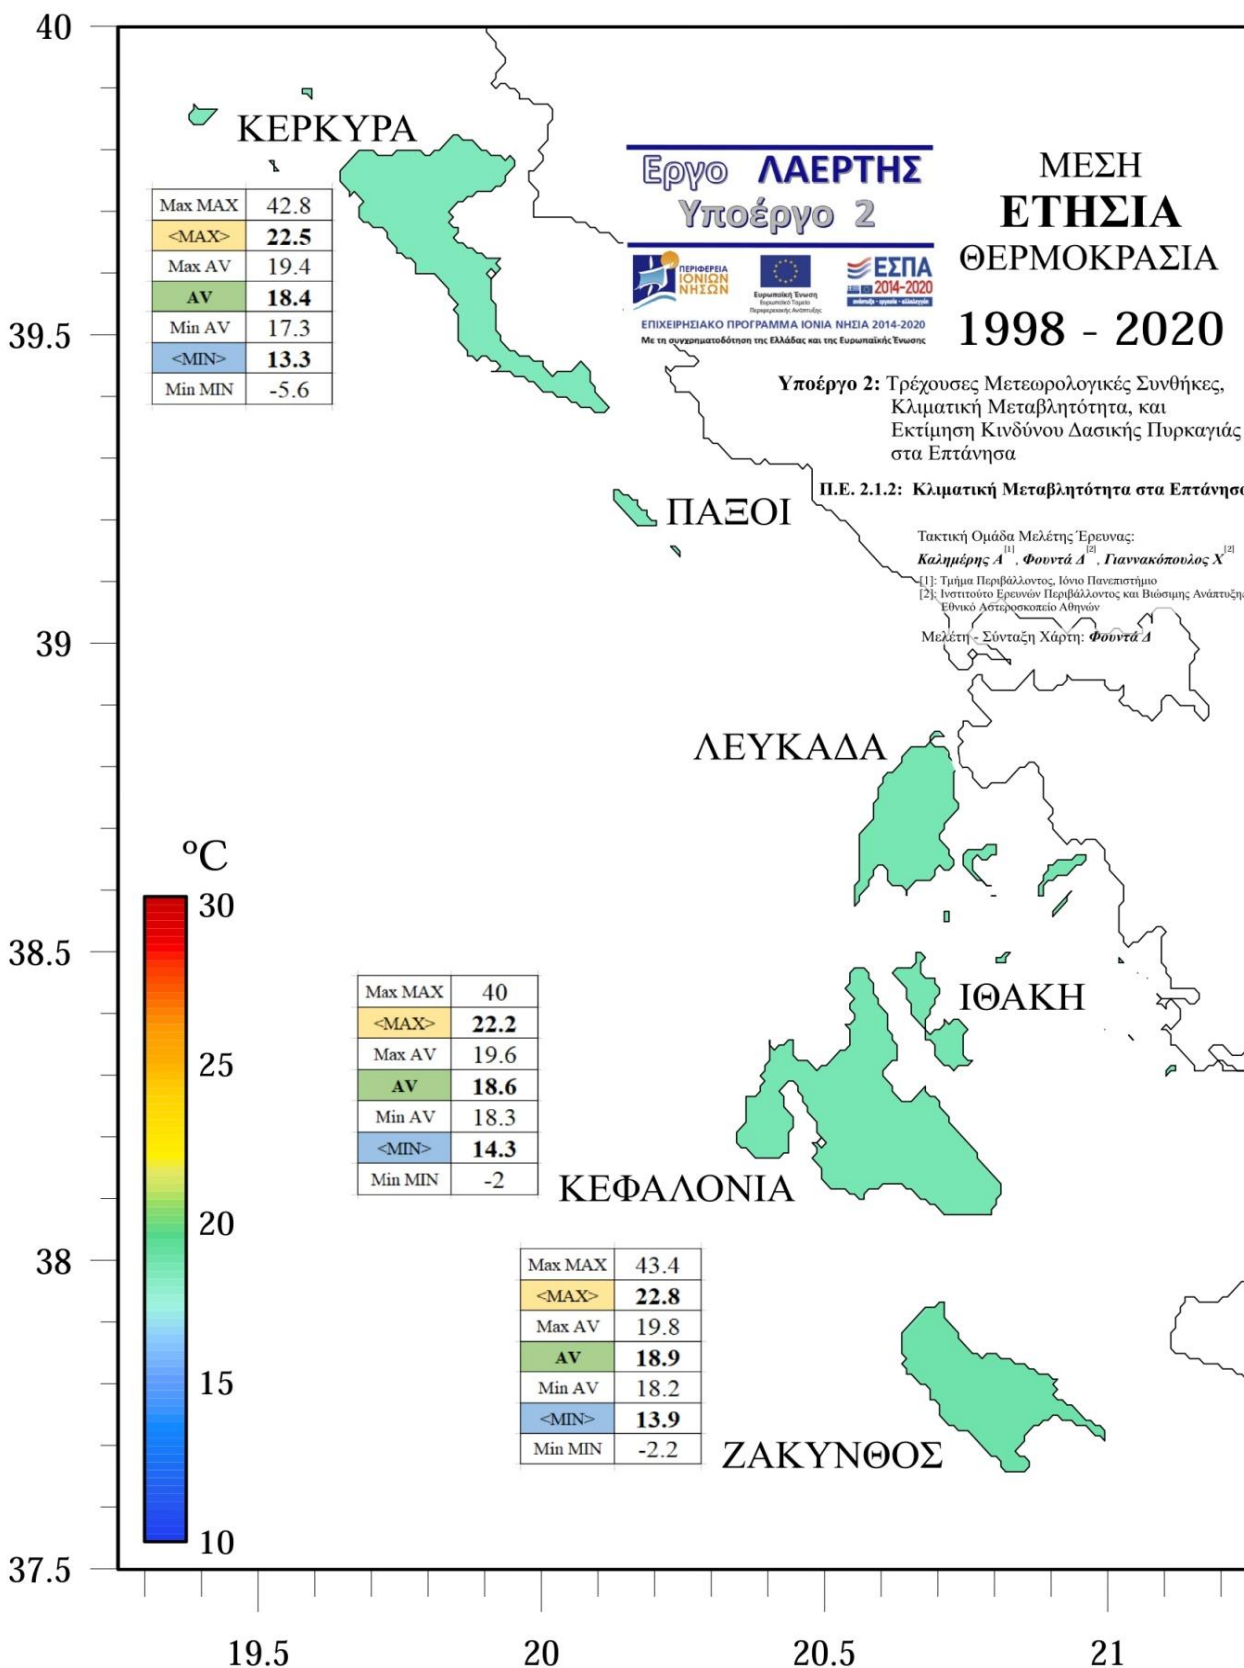 40
ΚΕΡΚΥΡΑ
Max MAX 42.8
<MAX> 22.5
Max AV 19.4
AV 18.4
Min AV 17.3
<MIN> 13.3
Min MIN -5.6
Εργο ΛΑΕΡΤΗΣ
Υποέργο 2
ΠΕΡΙΦΕΡΕΙΑ
ΙΟΝΙΩΝ
ΝΗΣΩΝ
Ευρωπαϊκή Ένωση
Ευρωπαϊκό Ταμείο
Περιφερειακής Ανάπτυξης
ΕΣΠΑ
2014-2020
ανάπτυξη - εργασία - αλληλεγγύη
ΕΠΙΧΕΙΡΗΣΙΑΚΟ ΠΡΟΓΡΑΜΜΑ ΙΟΝΙΑ ΝΗΣΙΑ 2014-2020
Με τη συγχρηματοδότηση της Ελλάδας και της Ευρωπαϊκής Ένωσης
ΜΕΣΗ
ΕΤΗΣΙΑ
ΘΕΡΜΟΚΡΑΣΙΑ
1998 - 2020
39.5
Υποέργο 2: Τρέχουσες Μετεωρολογικές Συνθήκες,
Κλιματική Μεταβλητότητα, και
Εκτίμηση Κινδύνου Δασικής Πυρκαγιάς
στα Επτάνησα
Π.Ε. 2.1.2: Κλιματική Μεταβλητότητα στα Επτάνησα
ΠΑΞΟΙ
Τακτική Ομάδα Μελέτης Έρευνας:
Καλημέρης Α[1], Φουντά Δ[2], Γιαννακόπουλος Χ[2]
[1]: Τμήμα Περιβάλλοντος, Ιόνιο Πανεπιστήμιο
[2]: Ινστιτούτο Ερευνών Περιβάλλοντος και Βιώσιμης Ανάπτυξης
Εθνικό Αστεροσκοπείο Αθηνών
Μελέτη - Σύνταξη Χάρτη: Φουντά Δ
39
ΛΕΥΚΑΔΑ
°C
30
25
20
15
10
38.5
ΙΘΑΚΗ
Max MAX 40
<MAX> 22.2
Max AV 19.6
AV 18.6
Min AV 18.3
<MIN> 14.3
Min MIN -2
ΚΕΦΑΛΟΝΙΑ
38
Max MAX 43.4
<MAX> 22.8
Max AV 19.8
AV 18.9
Min AV 18.2
<MIN> 13.9
Min MIN -2.2
ΖΑΚΥΝΘΟΣ
37.5
19.5 20 20.5 21